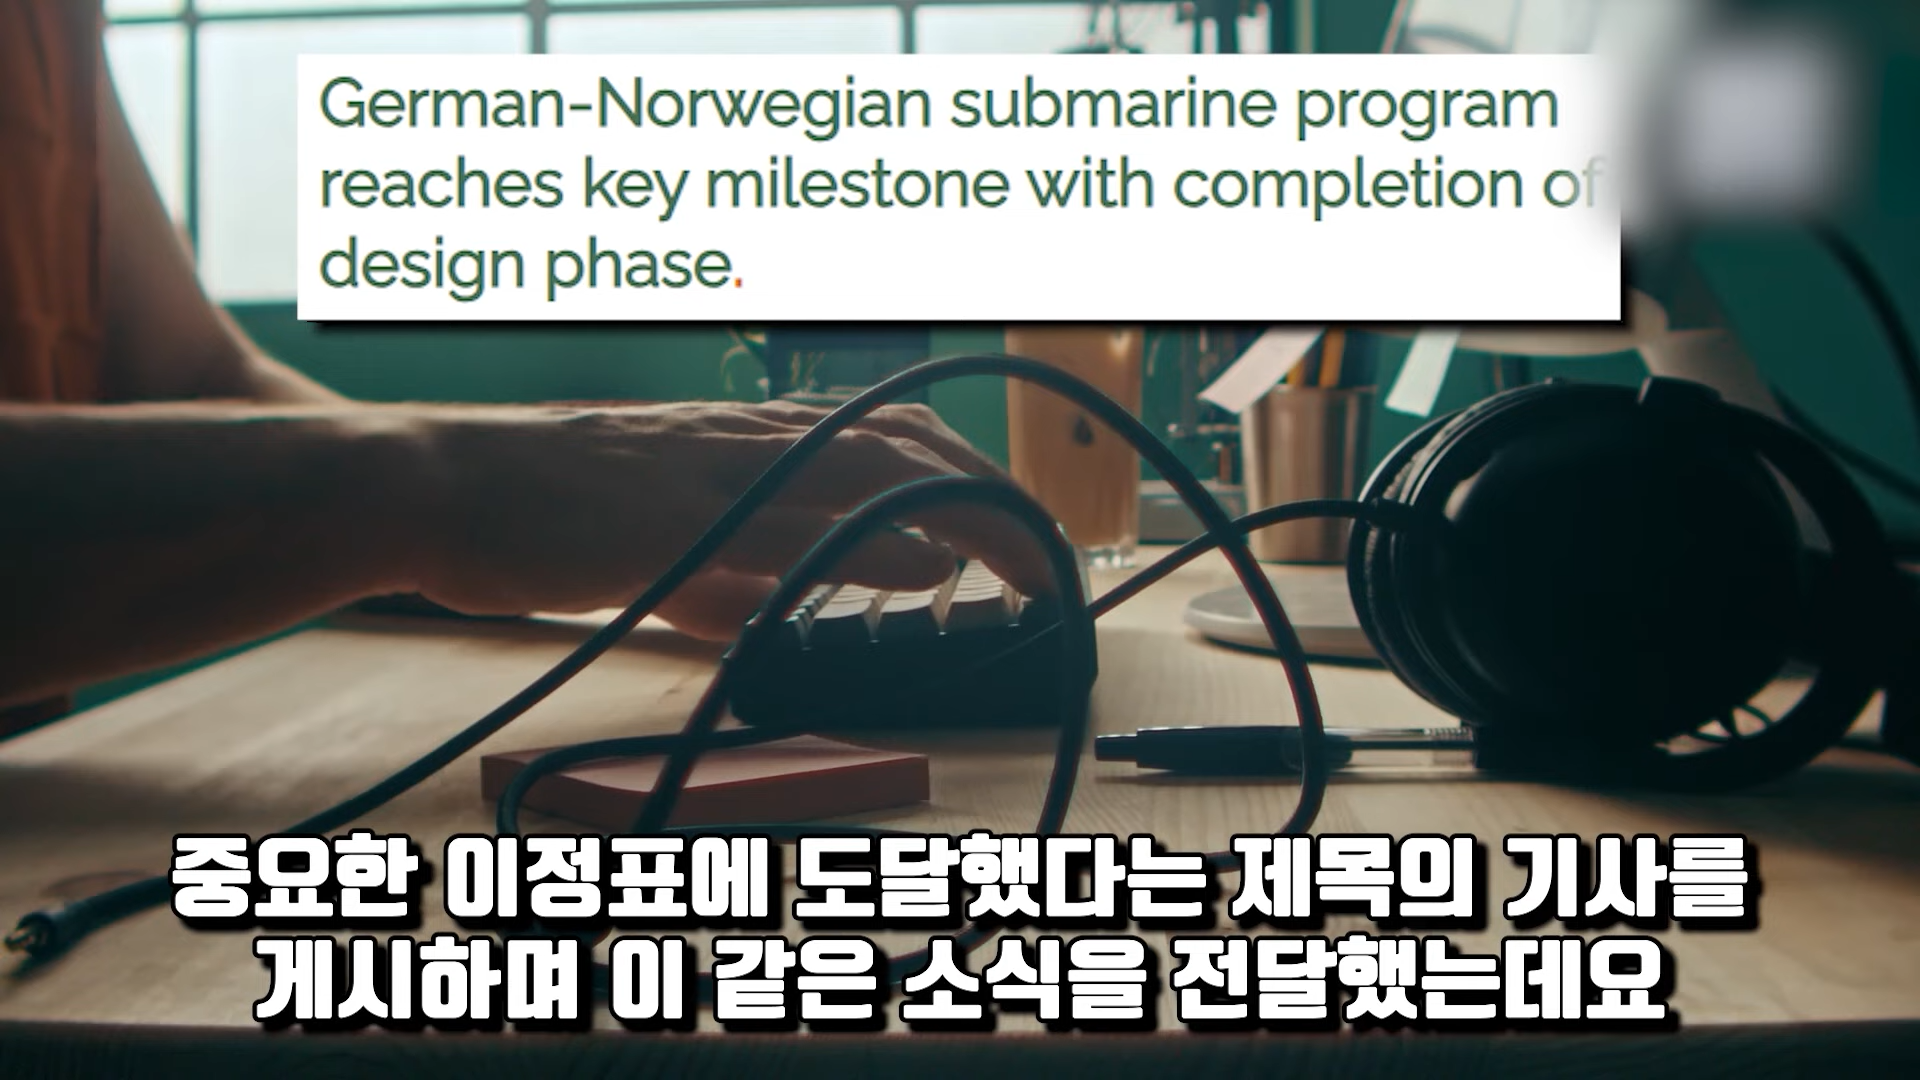 German-Norwegian submarine program
reaches key milestone with completion of
design phase.
중요한 이정표에 도달했다는 제목의 기사를
게시하며 이 같은 소식을 전달했는데요